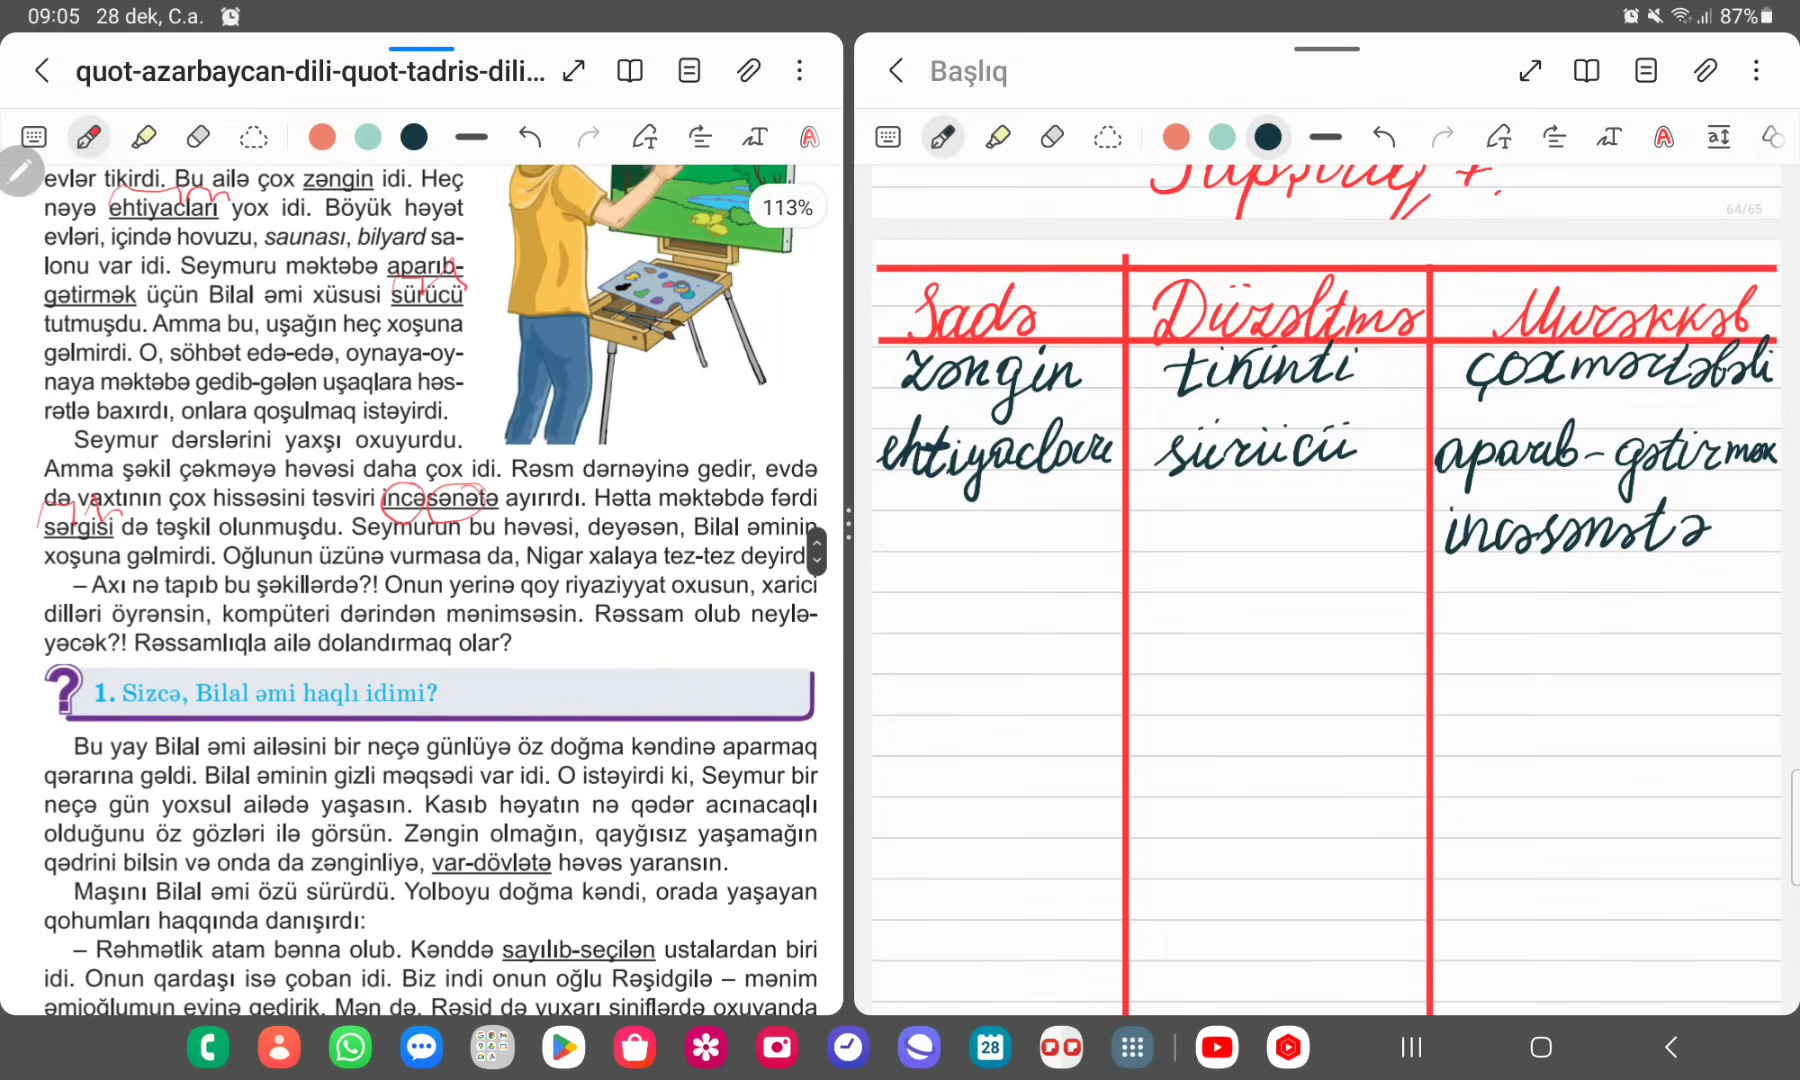 09:05 28 dek, C.a.
87%
quot-azarbaycan-dili-quot-tadris-dili...
evlər tikirdi. Bu ailə çox zəngin idi. Heç
nəyə ehtiyacları yox idi. Böyük həyət
evləri, içində hovuzu, saunası, bilyard sa-
lonu var idi. Seymuru məktəbə aparıb-
gətirmək üçün Bilal əmi xüsusi sürücü
tutmuşdu. Amma bu, uşağın heç xoşuna
gəlmirdi. O, söhbət edə-edə, oynaya-oy-
naya məktəbə gedib-gələn uşaqlara həs-
rətlə baxırdı, onlara qoşulmaq istəyirdi.
Seymur dərslərini yaxşı oxuyurdu.
Amma şəkil çəkməyə həvəsi daha çox idi. Rəsm dərnəyinə gedir, evdə
də vaxtının çox hissəsini təsviri incəsənətə ayırırdı. Hətta məktəbdə fərdi
sərgisi də təşkil olunmuşdu. Seymurun bu həvəsi, deyəsən, Bilal əminin
xoşuna gəlmirdi. Oğlunun üzünə vurmasa da, Nigar xalaya tez-tez deyird
– Axı nə tapıb bu şəkillərdə?! Onun yerinə qoy riyaziyyat oxusun, xarici
dilləri öyrənsin, kompüteri dərindən mənimsəsin. Rəssam olub neylə-
yəcək?! Rəssamlıqla ailə dolandırmaq olar?
? 1. Sizcə, Bilal əmi haqlı idimi?
Bu yay Bilal əmi ailəsini bir neçə günlüyə öz doğma kəndinə aparmaq
qərarına gəldi. Bilal əminin gizli məqsədi var idi. O istəyirdi ki, Seymur bir
neçə gün yoxsul ailədə yaşasın. Kasıb həyatın nə qədər acınacaqlı
olduğunu öz gözləri ilə görsün. Zəngin olmağın, qayğısız yaşamağın
qədrini bilsin və onda da zənginliyə, var-dövlətə həvəs yaransın.
Maşını Bilal əmi özü sürürdü. Yolboyu doğma kəndi, orada yaşayan
qohumları haqqında danışırdı:
– Rəhmətlik atam bənna olub. Kənddə sayılıb-seçilən ustalardan biri
idi. Onun qardaşı isə çoban idi. Biz indi onun oğlu Rəşidgilə – mənim
əmioğlumun evinə gedirik. Mən də, Rəşid də yuxarı siniflərdə oxuyanda
113%
Başlıq
64/65
Sadə Düzəltmə Mürəkkəb
zəngin tikinti çoxmərtəbəli
ehtiyacları sürücü aparıb-gətirmək
incəsənətə
28